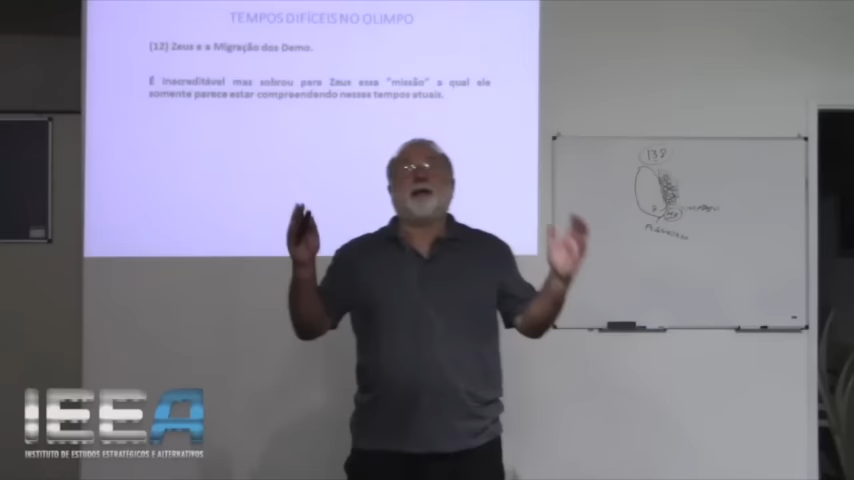 TEMPOS DIFÍCEIS NO OLIMPO
(12) Zeus e a Migração dos Demo.
É inacreditável mas sobrou para Zeus essa "missão" a qual ele
somente parece estar compreendendo nesses tempos atuais.
138
IEEA
INSTITUTO DE ESTUDOS ESTRATÉGICOS E ALTERNATIVOS